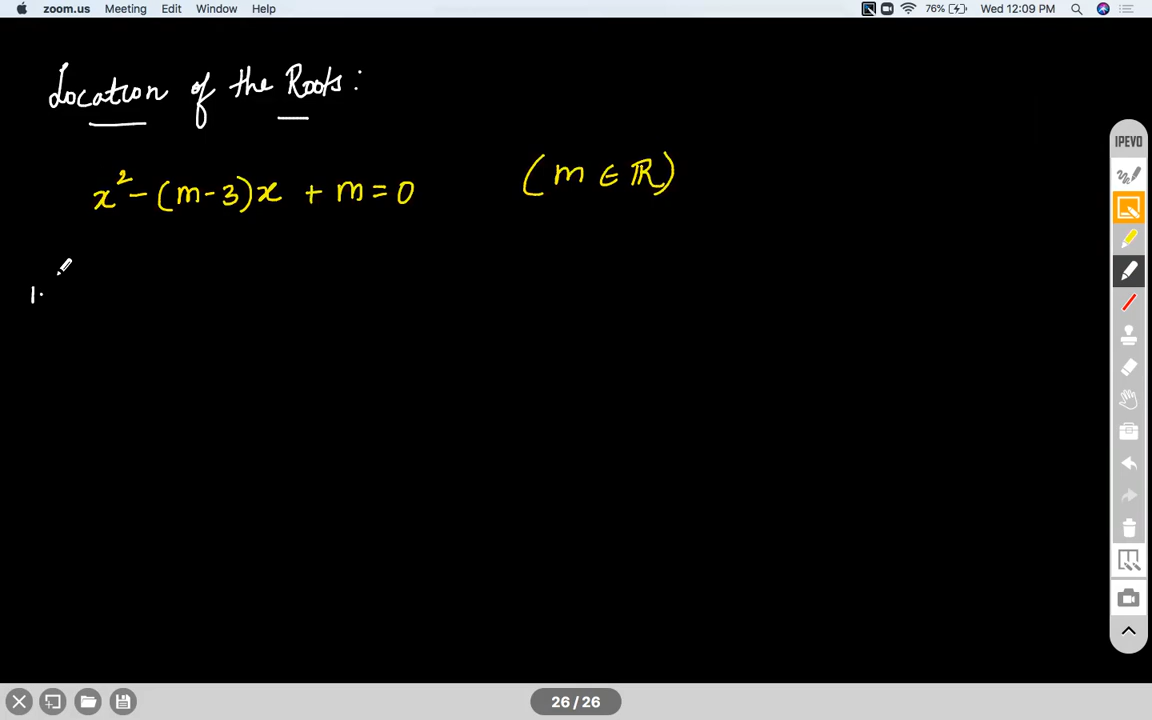 zoom.us Meeting Edit Window Help 76% Wed 12:09 PM
Location of the Roots:
IPEVO
x² - (m-3)x + m = 0 (m ∈ ℝ)
1.
26 / 26